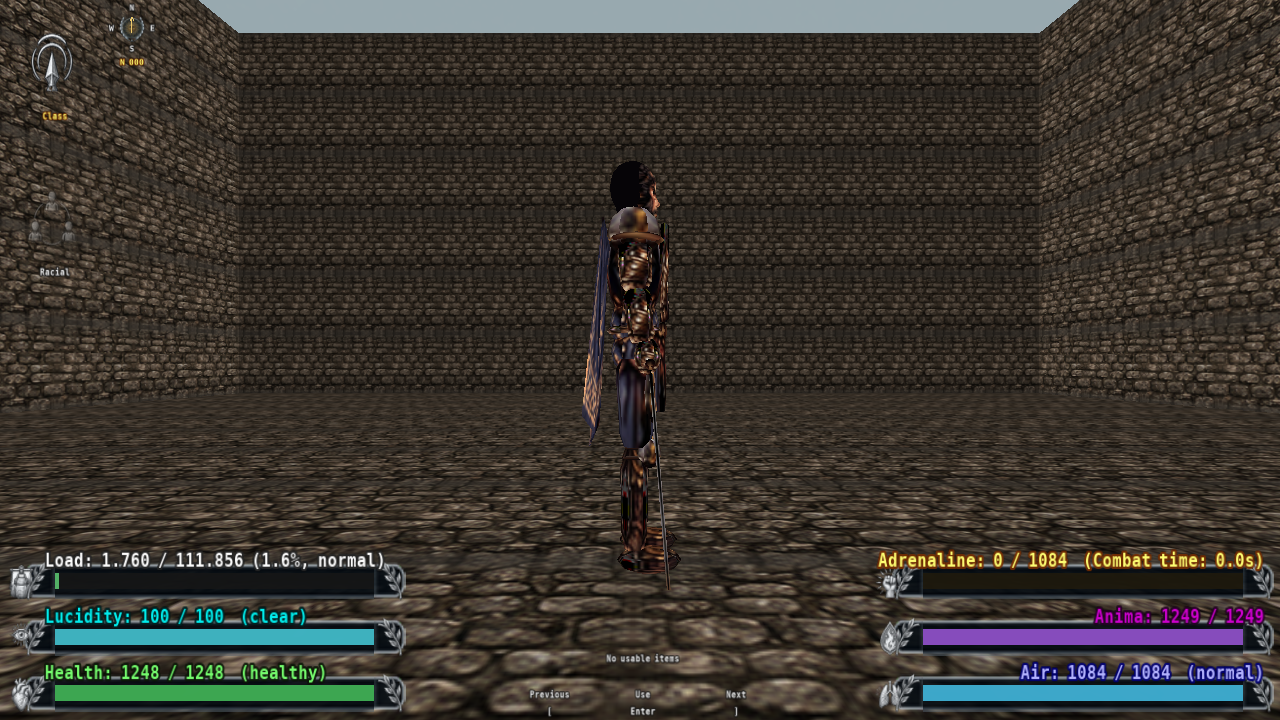 N
W E
S
N 000
Class
Racial
Load: 1.760 / 111.856 (1.6%, normal)
Adrenaline: 0 / 1084 (Combat time: 0.0s)
Lucidity: 100 / 100 (clear)
Anima: 1249 / 1249
No usable items
Health: 1248 / 1248 (healthy)
Air: 1084 / 1084 (normal)
Previous Use Next
[ Enter ]